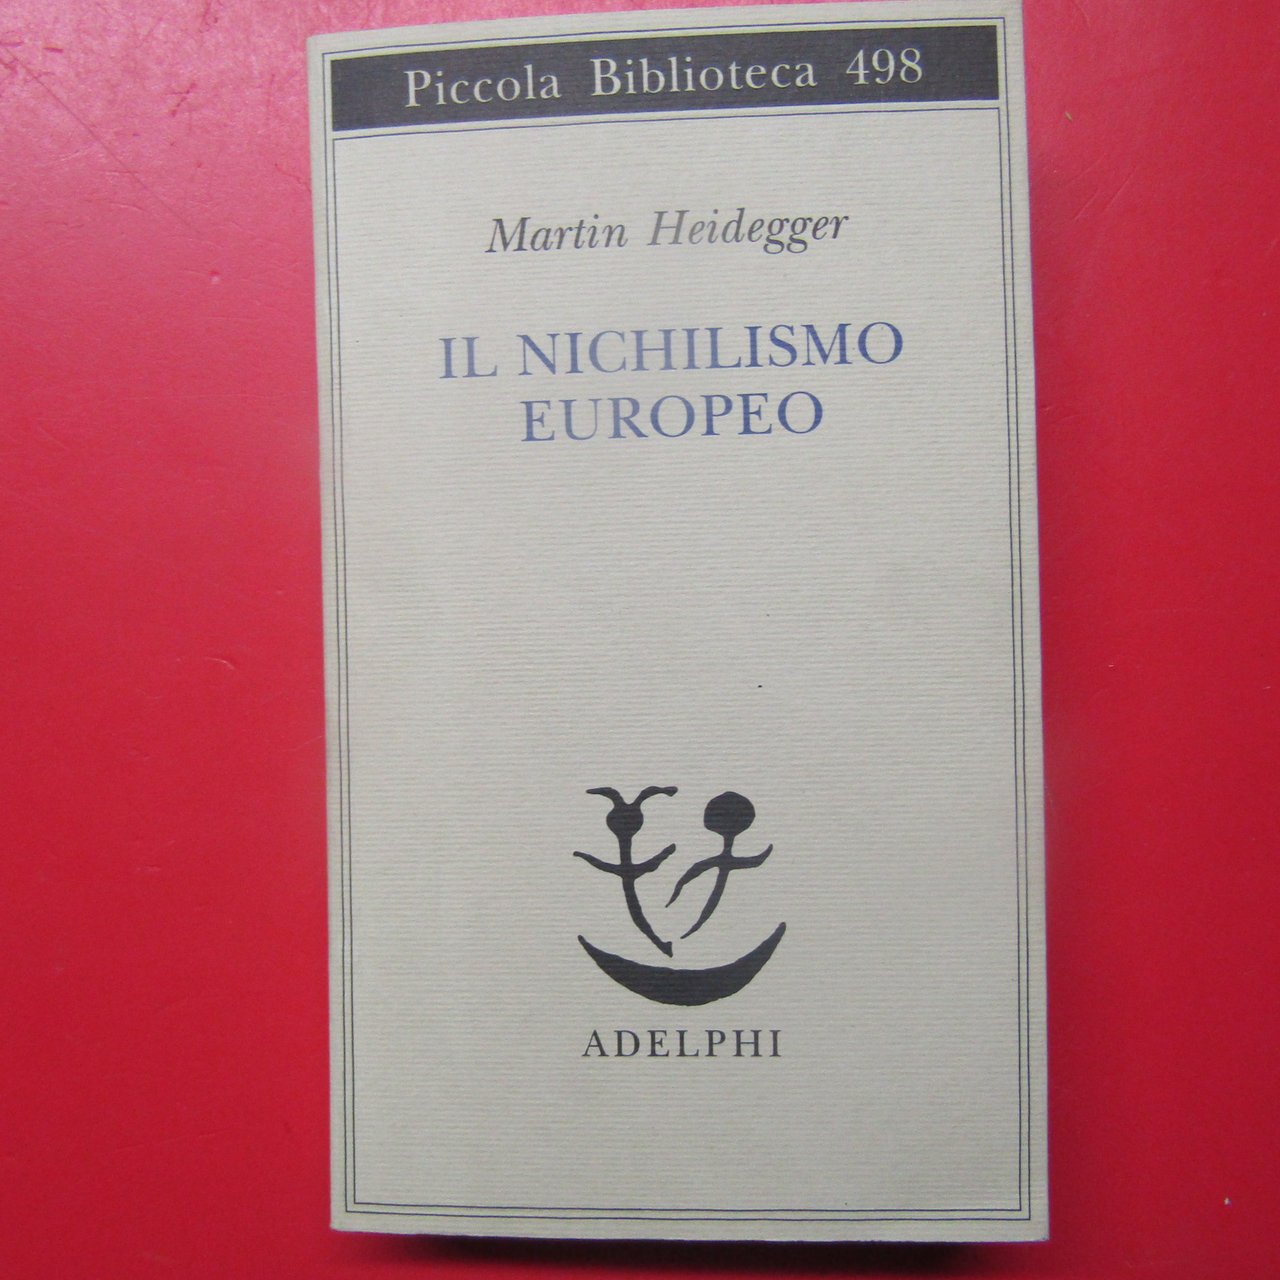 Piccola Biblioteca 498
Martin Heidegger
IL NICHILISMO
EUROPEO
ADELPHI